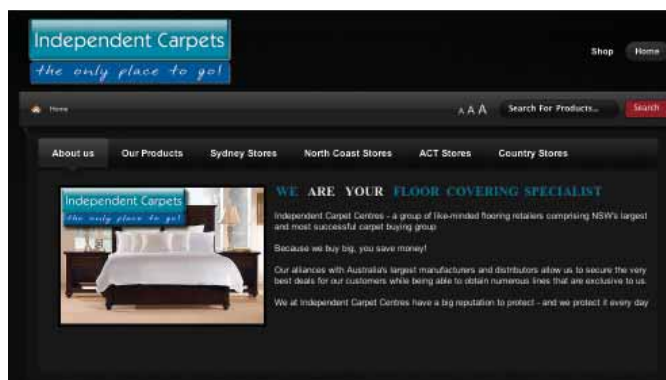 Independent Carpets
the only place to go!
Shop Home
Home
A A A Search For Products... Search
About us Our Products Sydney Stores North Coast Stores ACT Stores Country Stores
Independent Carpets
the only place to go!
WE ARE YOUR FLOOR COVERING SPECIALIST
Independent Carpet Centres - a group of like-minded flooring retailers comprising NSW's largest
and most successful carpet buying group
Because we buy big, you save money!
Our alliances with Australia's largest manufacturers and distributors allow us to secure the very
best deals for our customers while being able to obtain numerous lines that are exclusive to us.
We at Independent Carpet Centres have a big reputation to protect - and we protect it every day